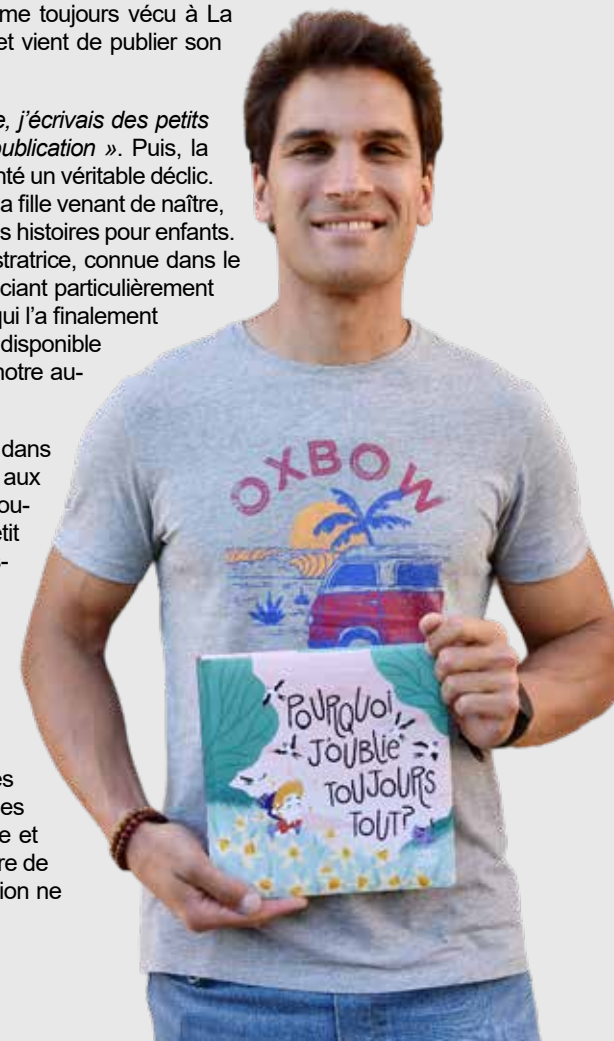 me toujours vécu à La
et vient de publier son
e, j'écrivais des petits
publication ». Puis, la
nté un véritable déclic.
a fille venant de naître,
s histoires pour enfants.
stratrice, connue dans le
ciant particulièrement
qui l'a finalement
disponible
notre au-
dans
aux
ou-
etit
s-
es
es
e et
re de
ion ne
OXBOW
POURQUOI
J'OUBLIE
TOUJOURS
TOUT?